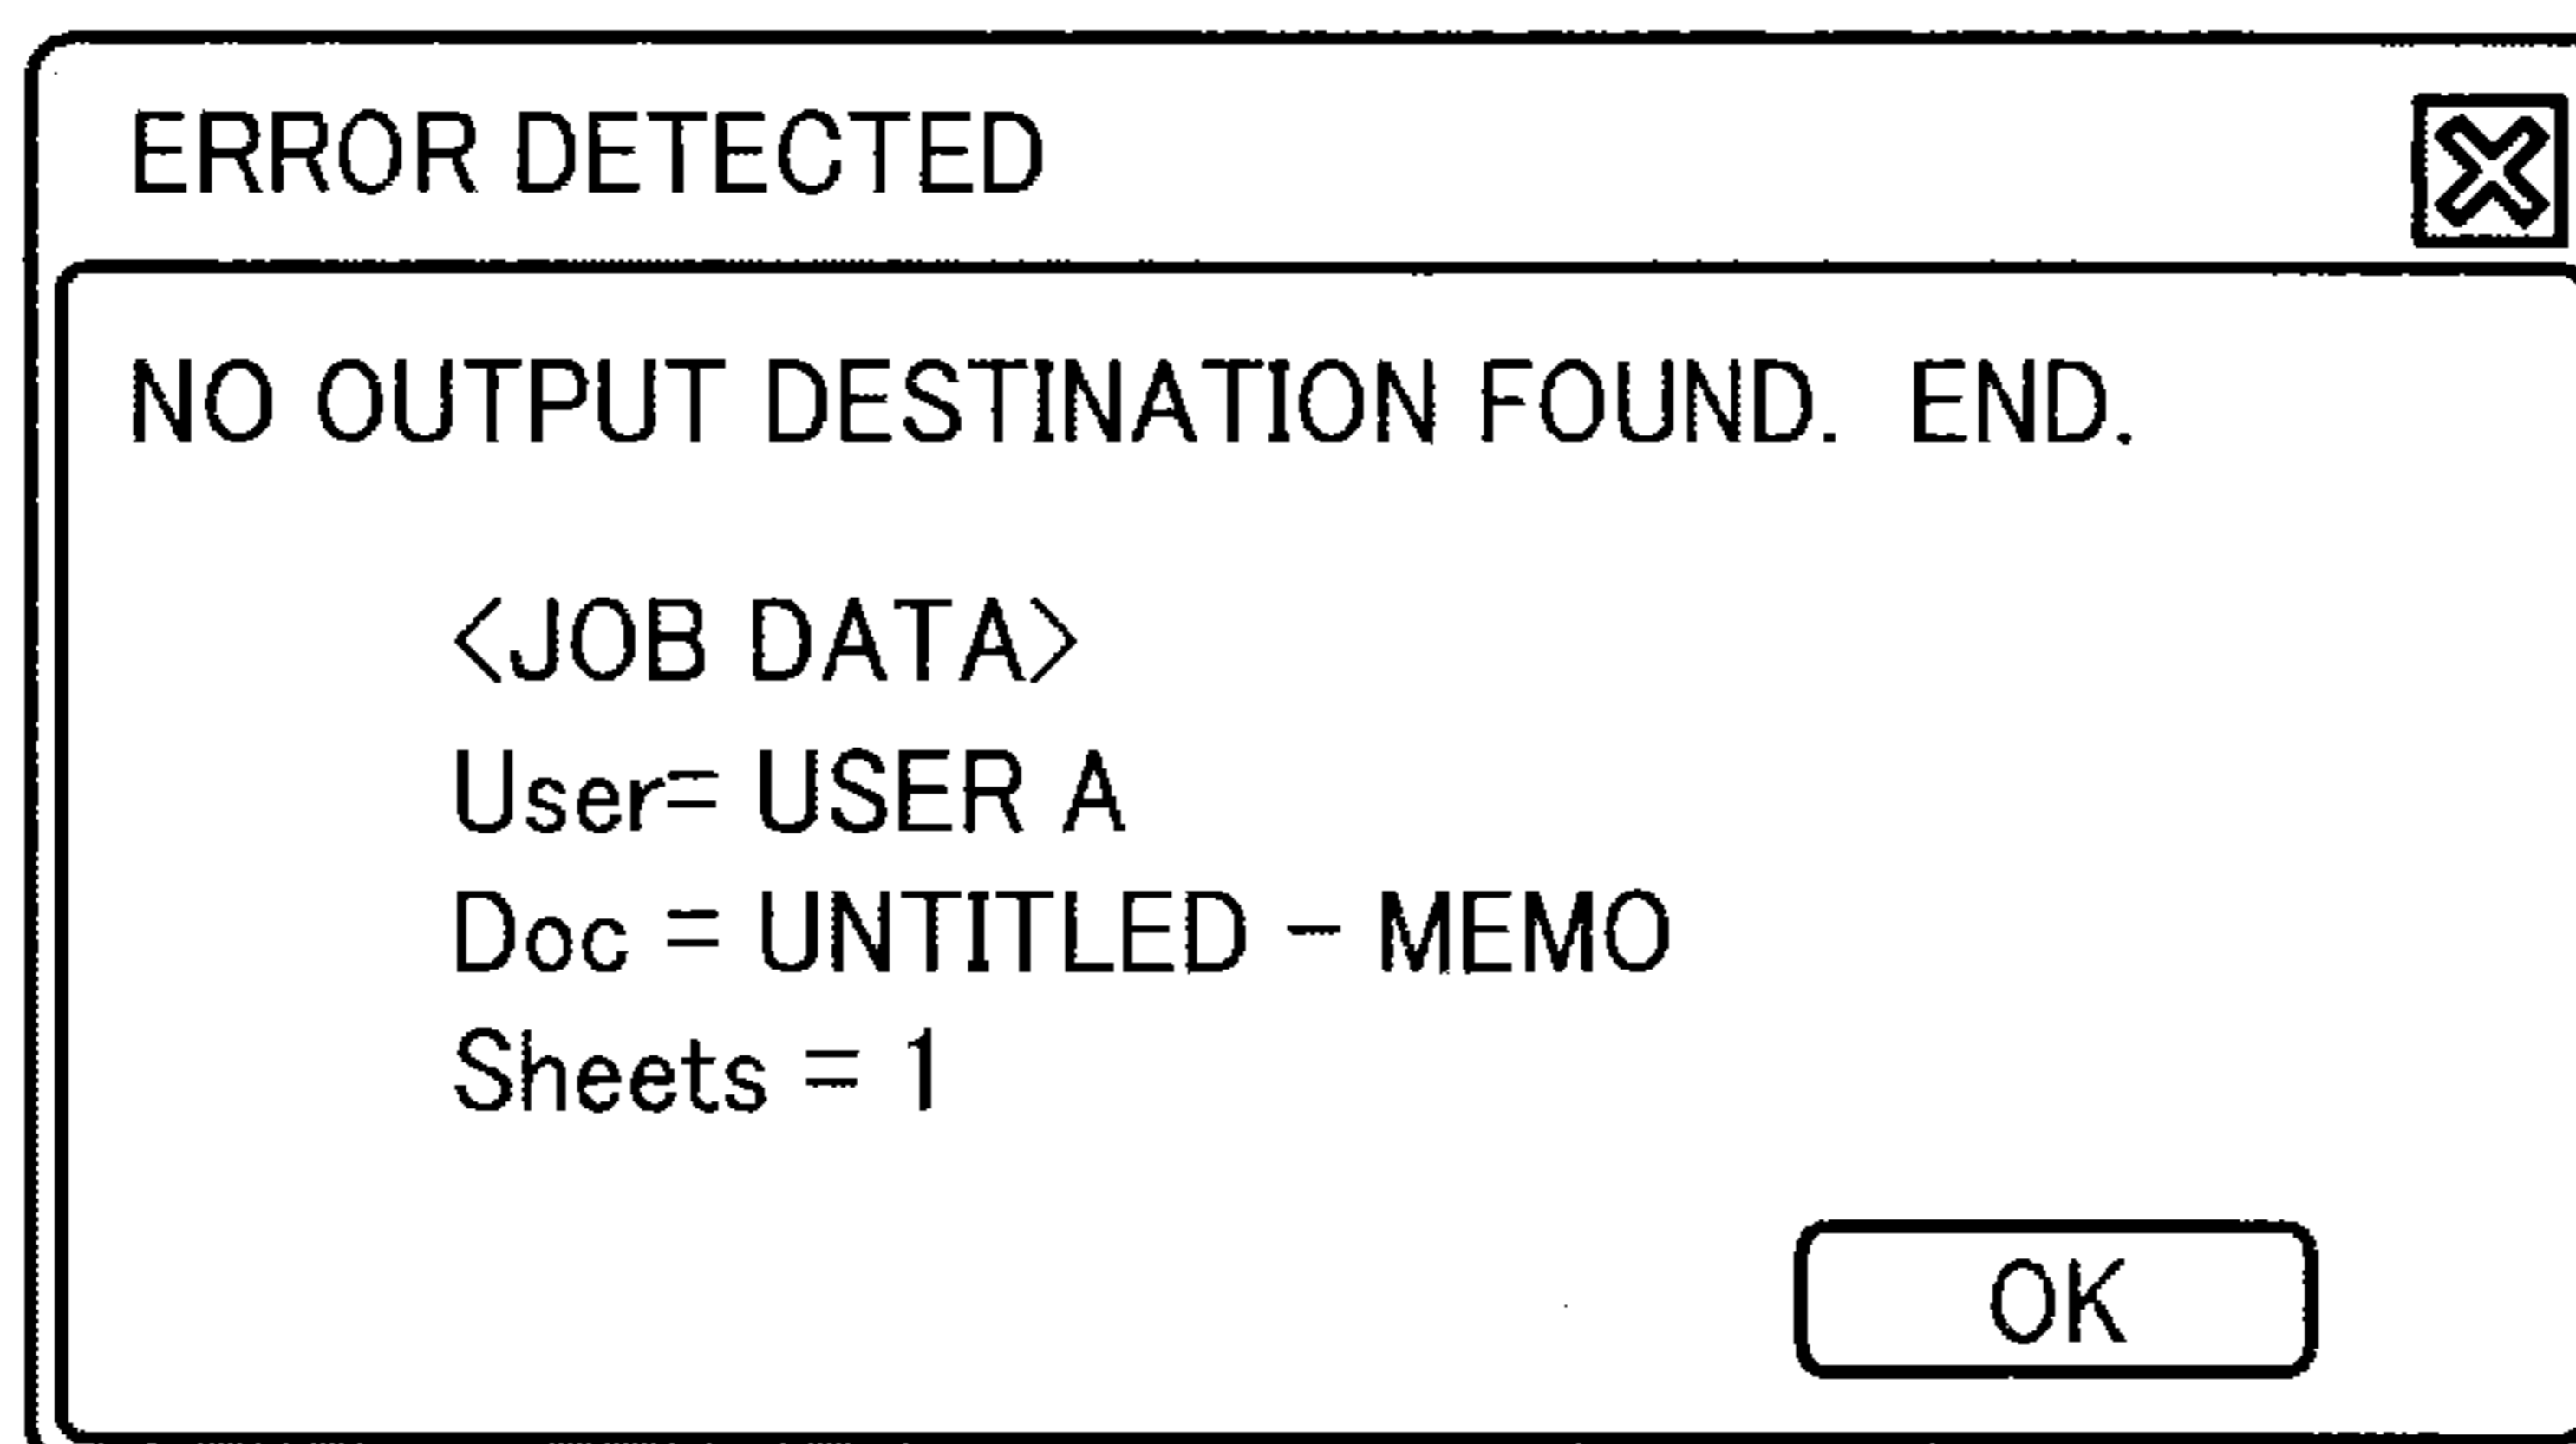 ERROR DETECTED
NO OUTPUT DESTINATION FOUND. END.
<JOB DATA>
User= USER A
Doc = UNTITLED - MEMO
Sheets = 1
OK